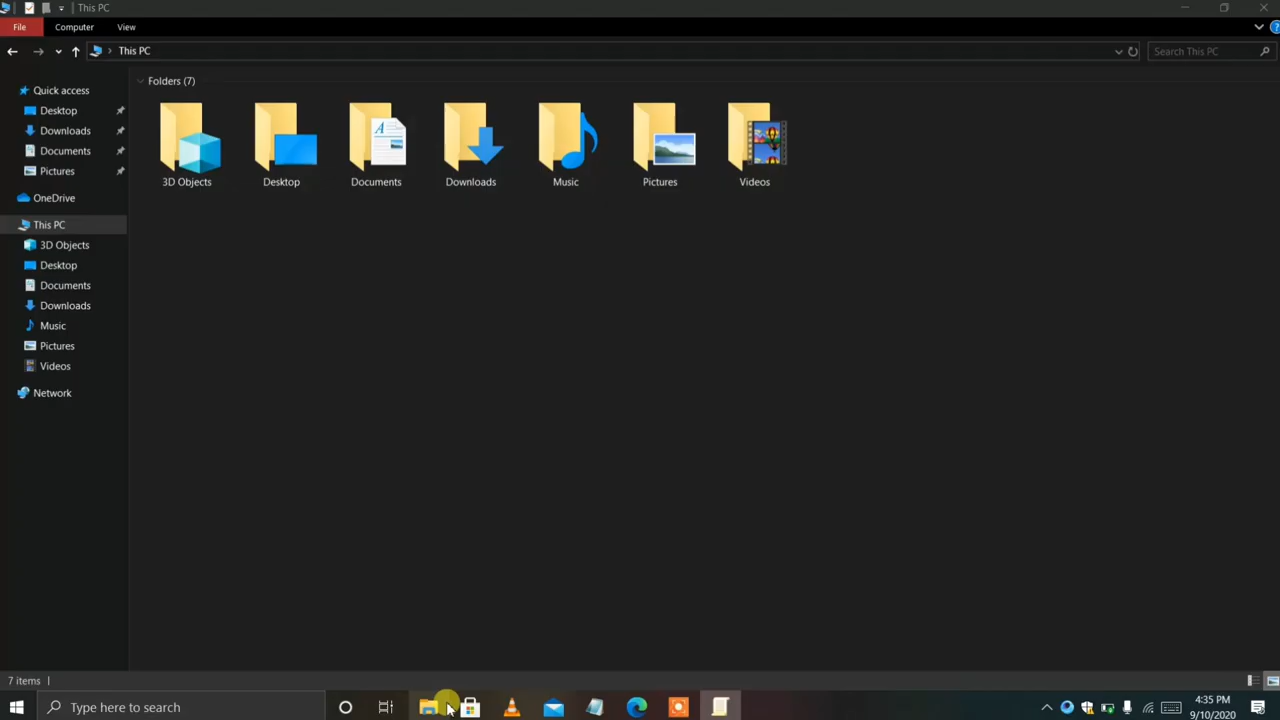 This PC
File Computer View
This PC
Search This PC
Quick access
Desktop
Downloads
Documents
Pictures
OneDrive
This PC
3D Objects
Desktop
Documents
Downloads
Music
Pictures
Videos
Network
Folders (7)
3D Objects Desktop Documents Downloads Music Pictures Videos
7 items
Type here to search
4:35 PM
9/10/2020